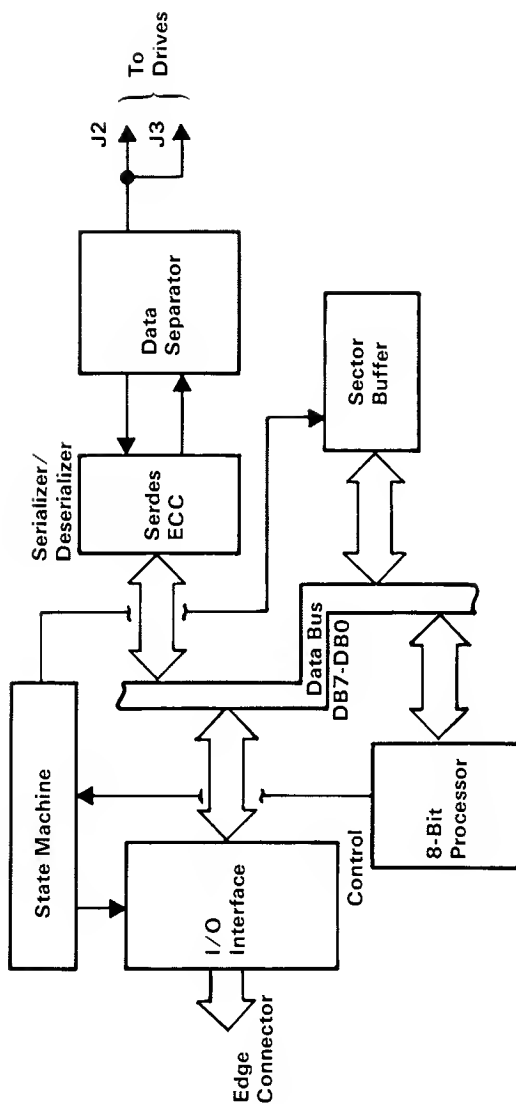 State Machine
Serializer/
Deserializer
Serdes
ECC
Data
Separator
J2
J3
To
Drives
Edge
Connector
I/O
Interface
Control
Data Bus
DB7-DB0
8-Bit
Processor
Sector
Buffer